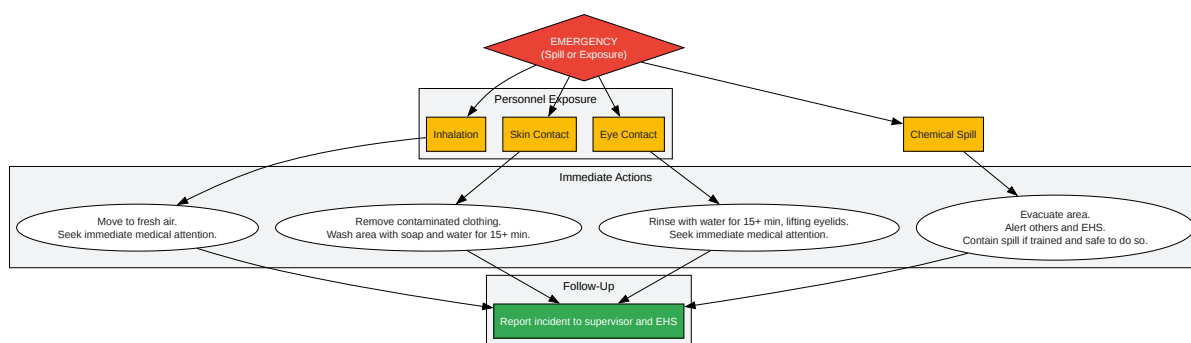 EMERGENCY
(Spill or Exposure)
Personnel Exposure
Inhalation
Skin Contact
Eye Contact
Chemical Spill
Immediate Actions
Move to fresh air.
Seek immediate medical attention.
Remove contaminated clothing.
Wash area with soap and water for 15+ min.
Rinse with water for 15+ min, lifting eyelids.
Seek immediate medical attention.
Evacuate area.
Alert others and EHS.
Contain spill if trained and safe to do so.
Follow-Up
Report incident to supervisor and EHS